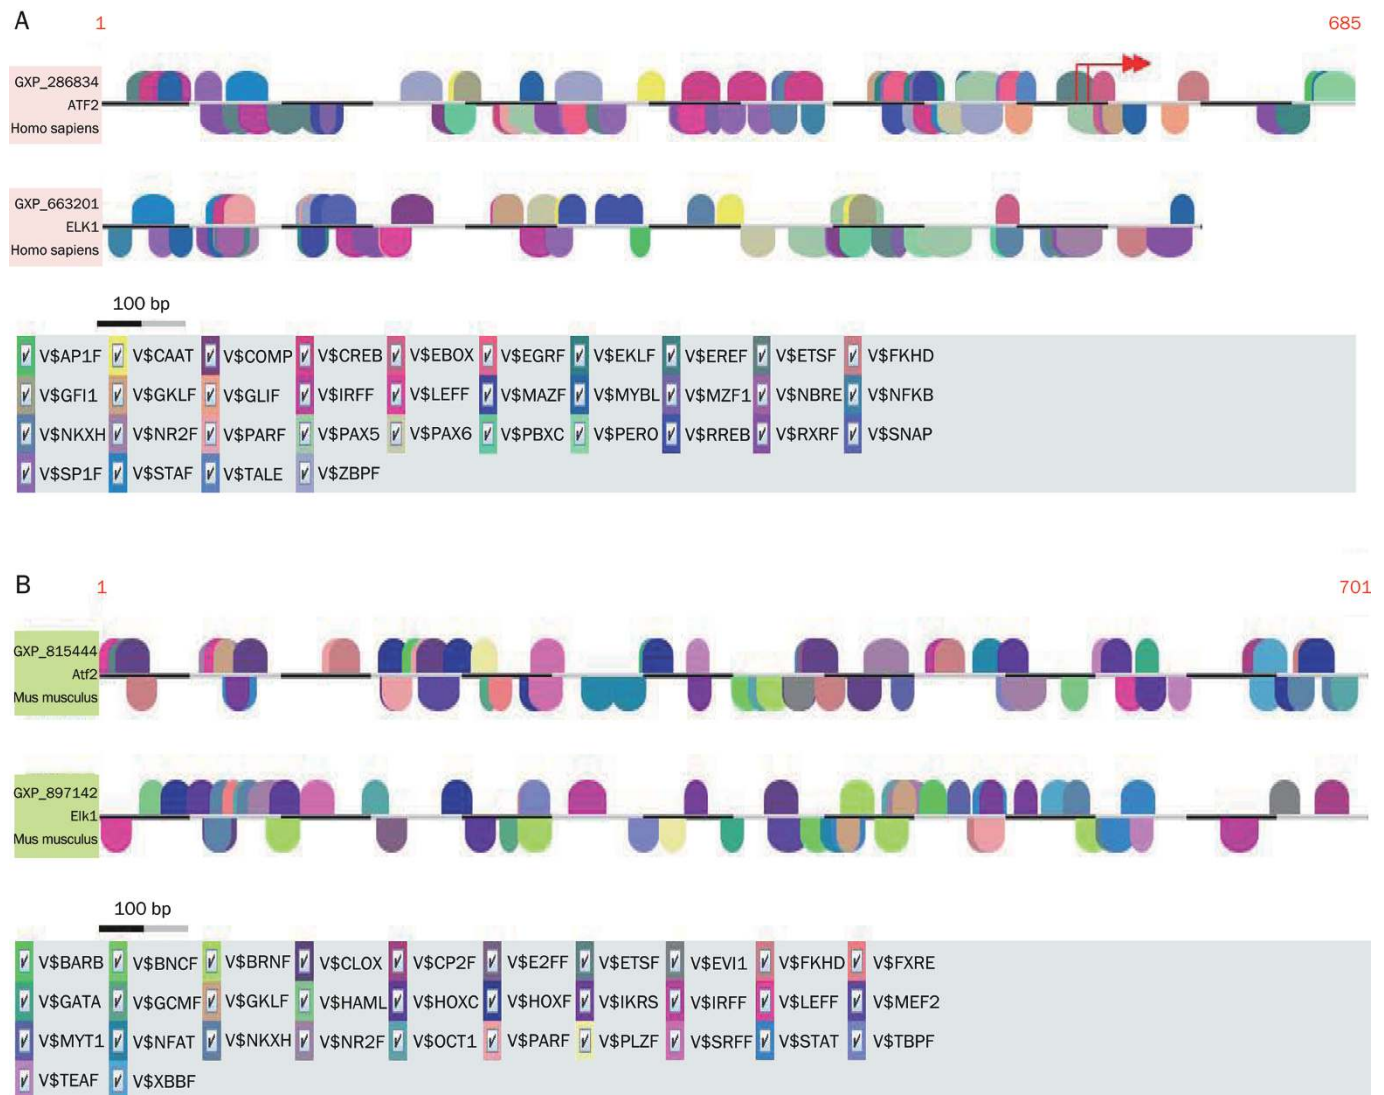 A
1 685
GXP_286834
ATF2
Homo sapiens
GXP_663201
ELK1
Homo sapiens
100 bp
V$AP1F V$CAAT V$COMP V$CREB V$EBOX V$EGRF V$EKLF V$EREF V$ETSF V$FKHD
V$GFI1 V$GKLF V$GLIF V$IRFF V$LEFF V$MAZF V$MYBL V$MZF1 V$NBRE V$NFKB
V$NKXH V$NR2F V$PARF V$PAX5 V$PAX6 V$PBXC V$PERO V$RREB V$RXRF V$SNAP
V$SP1F V$STAF V$TALE V$ZBPF
B
1 701
GXP_815444
Atf2
Mus musculus
GXP_897142
Elk1
Mus musculus
100 bp
V$BARB V$BNCF V$BRNF V$CLOX V$CP2F V$E2FF V$ETSF V$EVI1 V$FKHD V$FXRE
V$GATA V$GCMF V$GKLF V$HAML V$HOXC V$HOXF V$IKRS V$IRFF V$LEFF V$MEF2
V$MYT1 V$NFAT V$NKXH V$NR2F V$OCT1 V$PARF V$PLZF V$SRFF V$STAT V$TBPF
V$TEAF V$XBBF